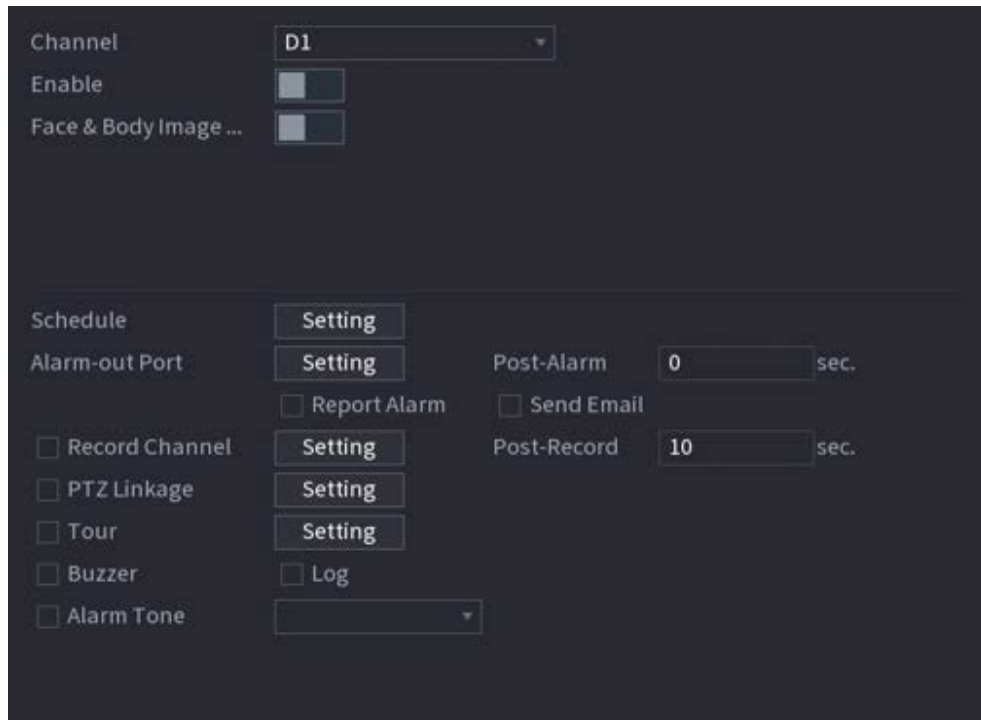 Channel D1
Enable
Face & Body Image ...
Schedule Setting
Alarm-out Port Setting Post-Alarm 0 sec.
Report Alarm Send Email
Record Channel Setting Post-Record 10 sec.
PTZ Linkage Setting
Tour Setting
Buzzer Log
Alarm Tone